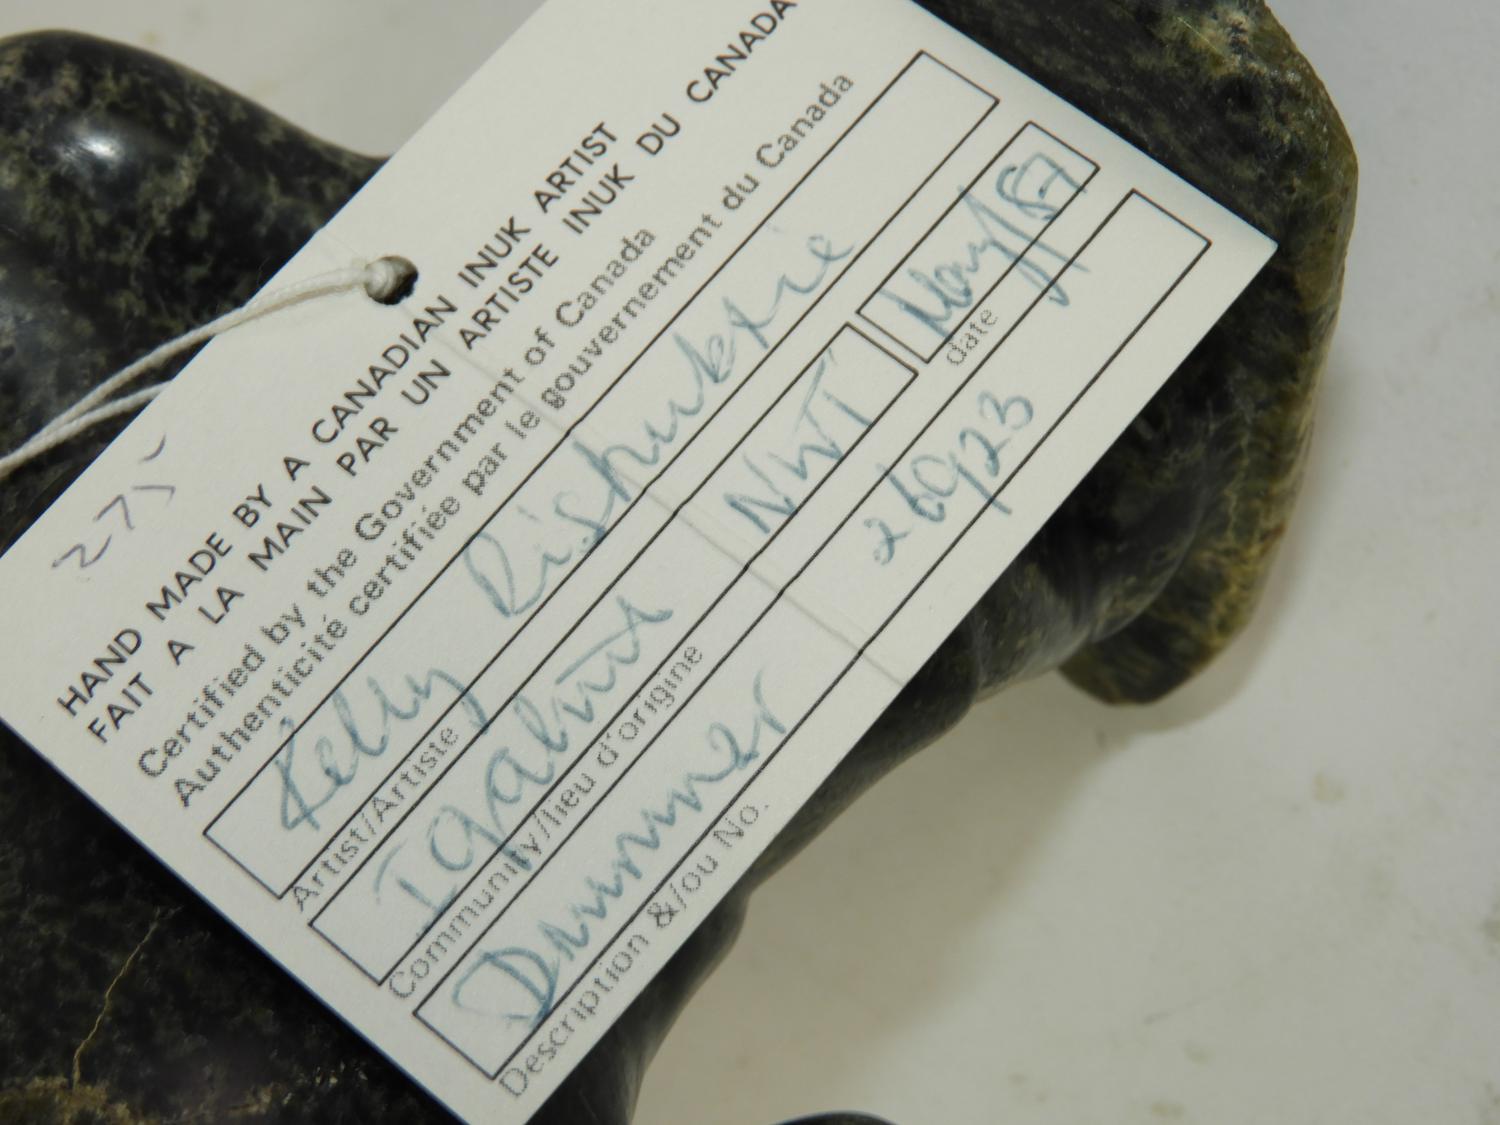 HAND MADE BY A CANADIAN INUK ARTIST
FAIT A LA MAIN PAR UN ARTISTE INUK DU CANADA
Certified by the Government of Canada
Authenticité certifiée par le gouvernement du Canada
Kelly
Artist/Artiste
NWT May/87
Community/lieu d'origine date
Drummer 26923
Description &/ou No.
275